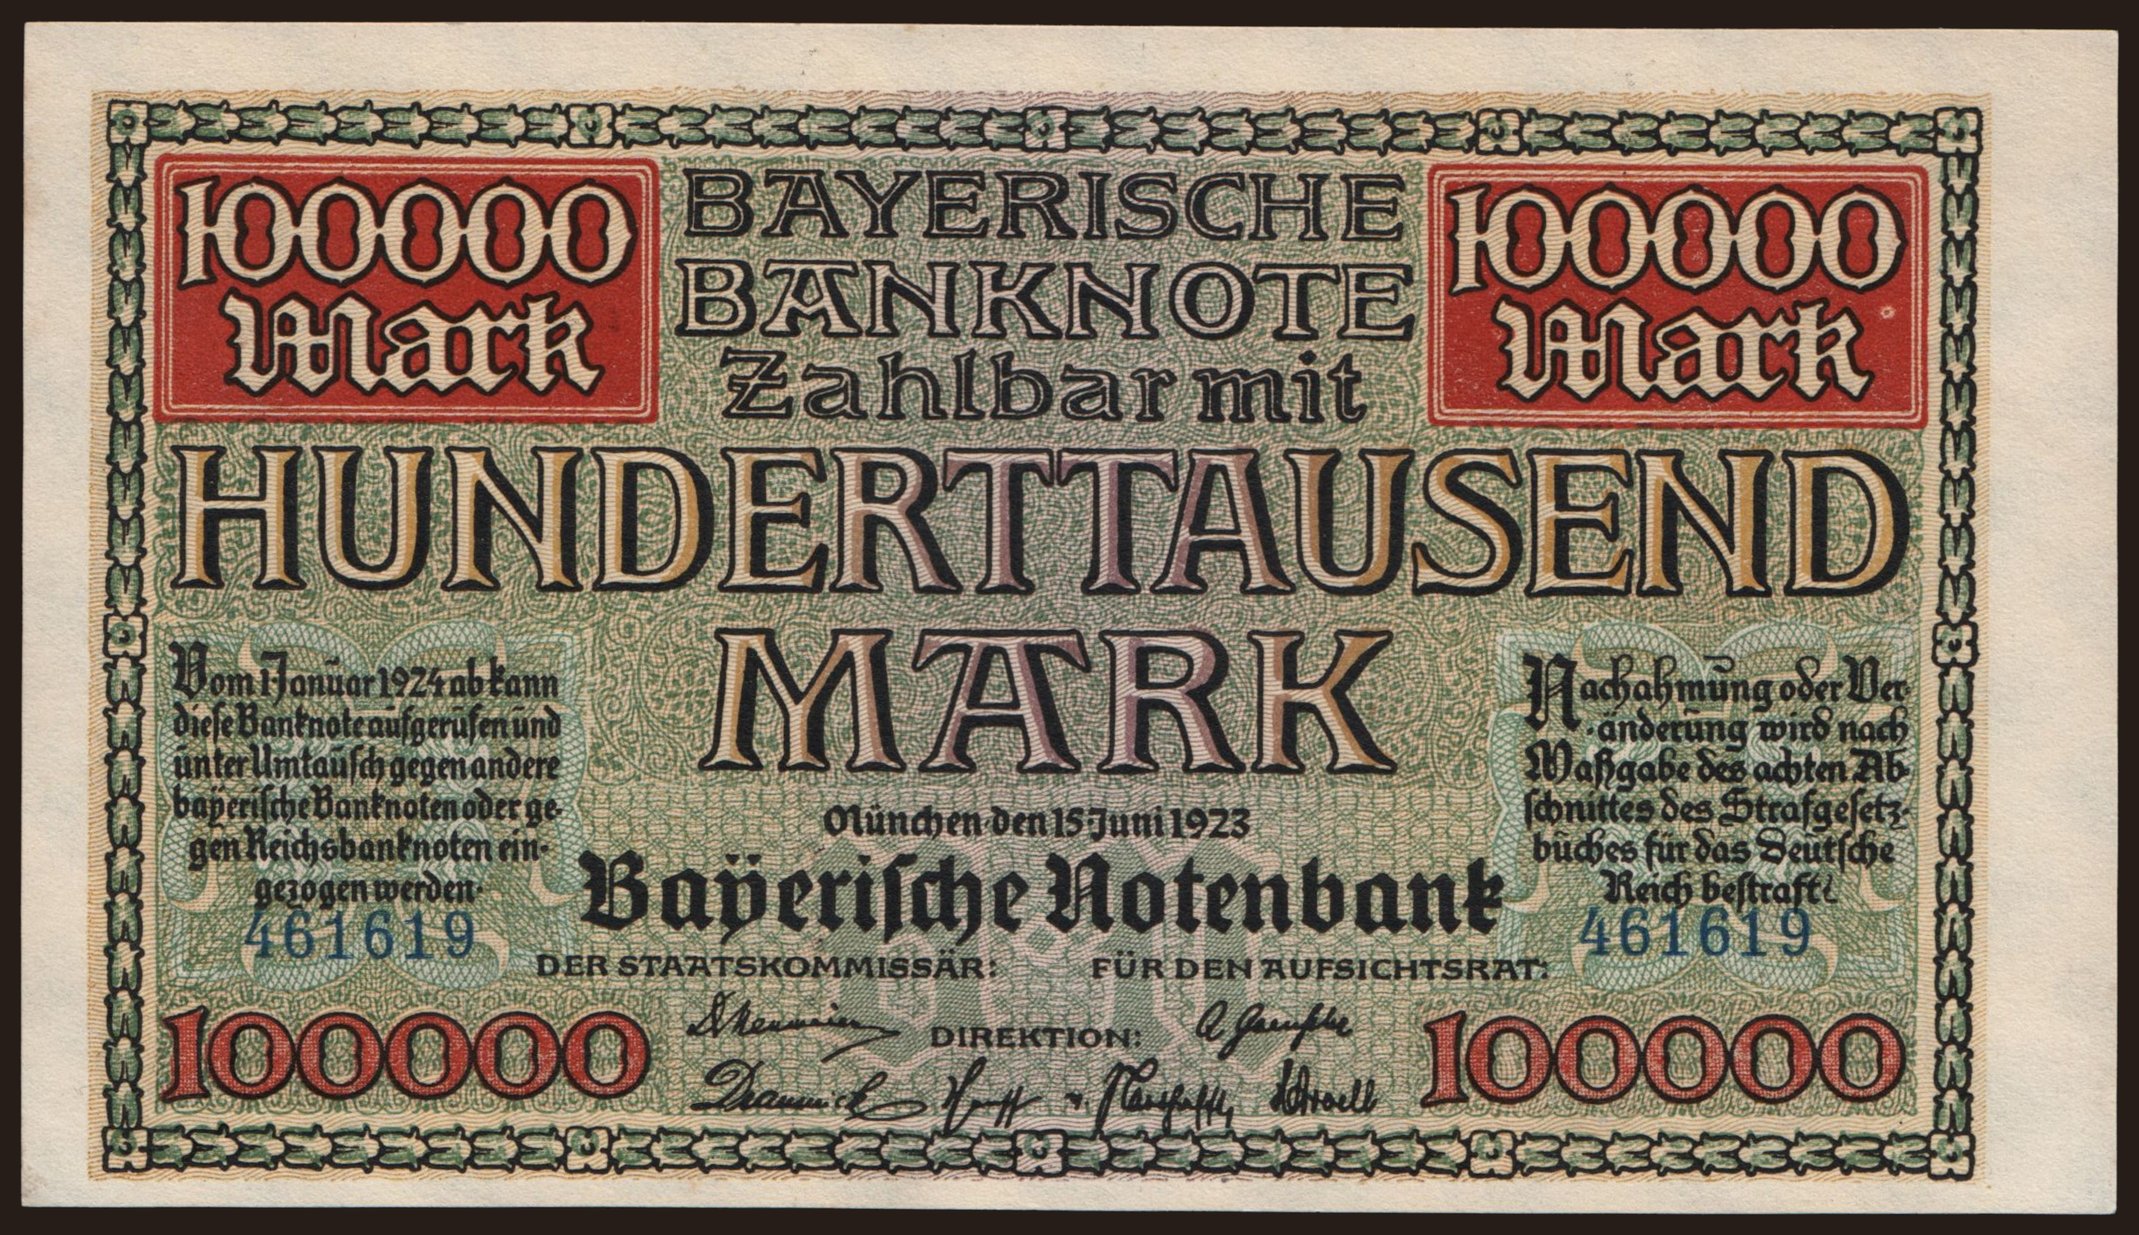 100000
Mark
BAYERISCHE
BANKNOTE
Zahlbar mit
100000
Mark
HUNDERTTAUSEND
MARK
Vom 1 Januar 1924 ab kann
diese Banknote aufgerufen und
unter Umtausch gegen andere
bayerische Banknoten oder ge-
gen Reichsbanknoten ein-
gezogen werden·
461619
Nachahmung oder Ver-
änderung wird nach
Maßgabe des achten Ab-
schnittes des Strafgesetz-
buches für das Deutsche
Reich bestraft
461619
München den 15 Juni 1923
Bayerische Notenbank
DER STAATSKOMMISSÄR:
FÜR DEN AUFSICHTSRAT:
DIREKTION:
100000
100000